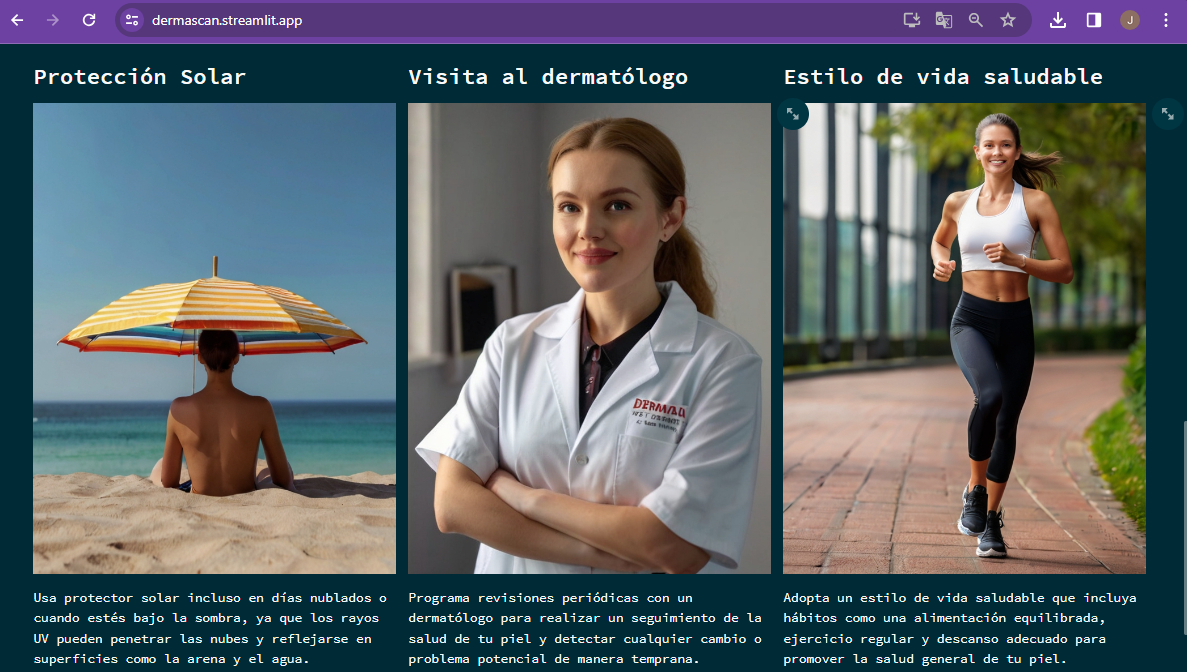 dermascan.streamlit.app
J
Protección Solar
Visita al dermatólogo
Estilo de vida saludable
Usa protector solar incluso en días nublados o
cuando estés bajo la sombra, ya que los rayos
UV pueden penetrar las nubes y reflejarse en
superficies como la arena y el agua.
Programa revisiones periódicas con un
dermatólogo para realizar un seguimiento de la
salud de tu piel y detectar cualquier cambio o
problema potencial de manera temprana.
Adopta un estilo de vida saludable que incluya
hábitos como una alimentación equilibrada,
ejercicio regular y descanso adecuado para
promover la salud general de tu piel.